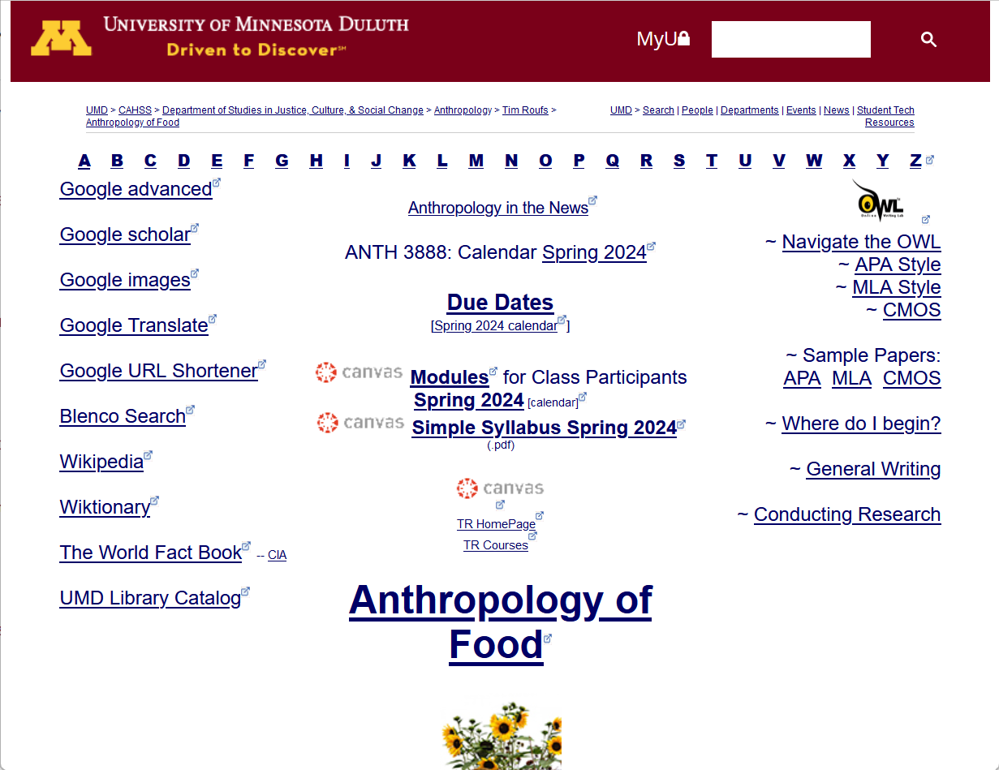 UNIVERSITY OF MINNESOTA DULUTH
Driven to Discover℠
MyU
UMD > CAHSS > Department of Studies in Justice, Culture, & Social Change > Anthropology > Tim Roufs >
Anthropology of Food
UMD > Search | People | Departments | Events | News | Student Tech
Resources
A B C D E F G H I J K L M N O P Q R S T U V W X Y Z
Google advanced
Google scholar
Google images
Google Translate
Google URL Shortener
Blenco Search
Wikipedia
Wiktionary
The World Fact Book -- CIA
UMD Library Catalog
Anthropology in the News
ANTH 3888: Calendar Spring 2024
Due Dates
[Spring 2024 calendar]
canvas Modules for Class Participants
Spring 2024 [calendar]
canvas Simple Syllabus Spring 2024
(.pdf)
canvas
TR HomePage
TR Courses
Anthropology of
Food
OWL
Online Writing Lab
~ Navigate the OWL
~ APA Style
~ MLA Style
~ CMOS
~ Sample Papers:
APA MLA CMOS
~ Where do I begin?
~ General Writing
~ Conducting Research